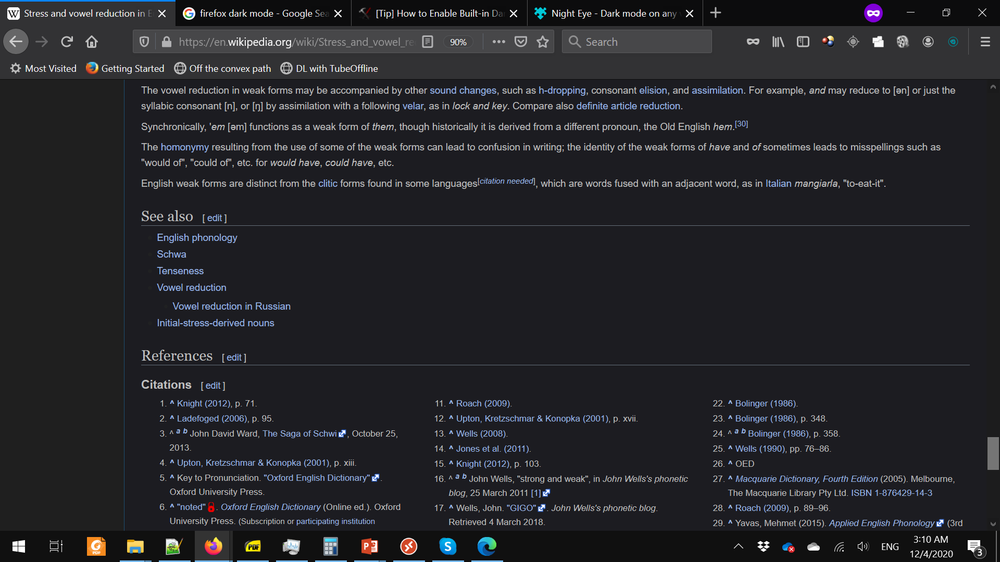 Stress and vowel reduction in E
firefox dark mode - Google Sea
[Tip] How to Enable Built-in Da
Night Eye - Dark mode on any
https://en.wikipedia.org/wiki/Stress_and_vowel_re
90%
Search
Most Visited
Getting Started
Off the convex path
DL with TubeOffline
The vowel reduction in weak forms may be accompanied by other sound changes, such as h-dropping, consonant elision, and assimilation. For example, and may reduce to [ən] or just the
syllabic consonant [n], or [ŋ] by assimilation with a following velar, as in lock and key. Compare also definite article reduction.
Synchronically, 'em [əm] functions as a weak form of them, though historically it is derived from a different pronoun, the Old English hem.[30]
The homonymy resulting from the use of some of the weak forms can lead to confusion in writing; the identity of the weak forms of have and of sometimes leads to misspellings such as
"would of", "could of", etc. for would have, could have, etc.
English weak forms are distinct from the clitic forms found in some languages[citation needed], which are words fused with an adjacent word, as in Italian mangiarla, "to-eat-it".
See also [ edit ]
English phonology
Schwa
Tenseness
Vowel reduction
Vowel reduction in Russian
Initial-stress-derived nouns
References [ edit ]
Citations [ edit ]
1. ^ Knight (2012), p. 71.
2. ^ Ladefoged (2006), p. 95.
3. ^ a b John David Ward, The Saga of Schwi, October 25,
2013.
4. ^ Upton, Kretzschmar & Konopka (2001), p. xiii.
5. ^ Key to Pronunciation. "Oxford English Dictionary".
Oxford University Press.
6. ^ "noted". Oxford English Dictionary (Online ed.). Oxford
University Press. (Subscription or participating institution
11. ^ Roach (2009).
12. ^ Upton, Kretzschmar & Konopka (2001), p. xvii.
13. ^ Wells (2008).
14. ^ Jones et al. (2011).
15. ^ Knight (2012), p. 103.
16. ^ a b John Wells, "strong and weak", in John Wells's phonetic
blog, 25 March 2011 [1]
17. ^ Wells, John. "GIGO". John Wells's phonetic blog.
Retrieved 4 March 2018.
22. ^ Bolinger (1986).
23. ^ Bolinger (1986), p. 348.
24. ^ a b Bolinger (1986), p. 358.
25. ^ Wells (1990), pp. 76–86.
26. ^ OED
27. ^ Macquarie Dictionary, Fourth Edition (2005). Melbourne,
The Macquarie Library Pty Ltd. ISBN 1-876429-14-3
28. ^ Roach (2009), p. 89–96.
29. ^ Yavas, Mehmet (2015). Applied English Phonology (3rd
PDF
PDF
ENG
3:10 AM
12/4/2020
3